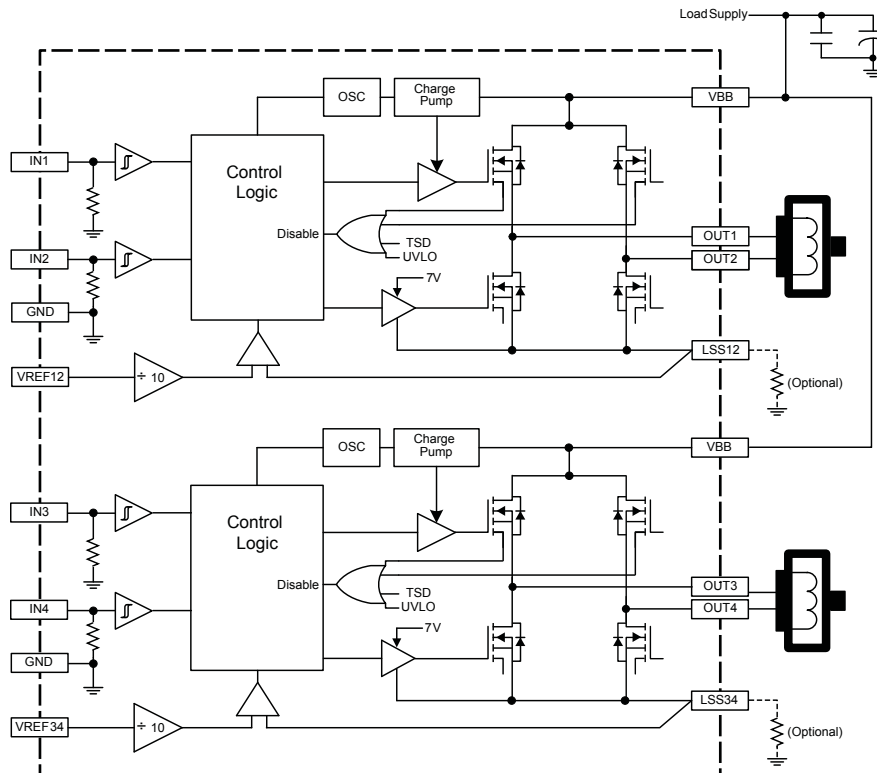 Load Supply
OSC
Charge
Pump
VBB
IN1
Control
Logic
Disable
TSD
UVLO
OUT1
IN2
OUT2
7V
GND
LSS12
VREF12
÷ 10
(Optional)
OSC
Charge
Pump
VBB
IN3
Control
Logic
Disable
TSD
UVLO
OUT3
IN4
OUT4
7V
GND
LSS34
VREF34
÷ 10
(Optional)